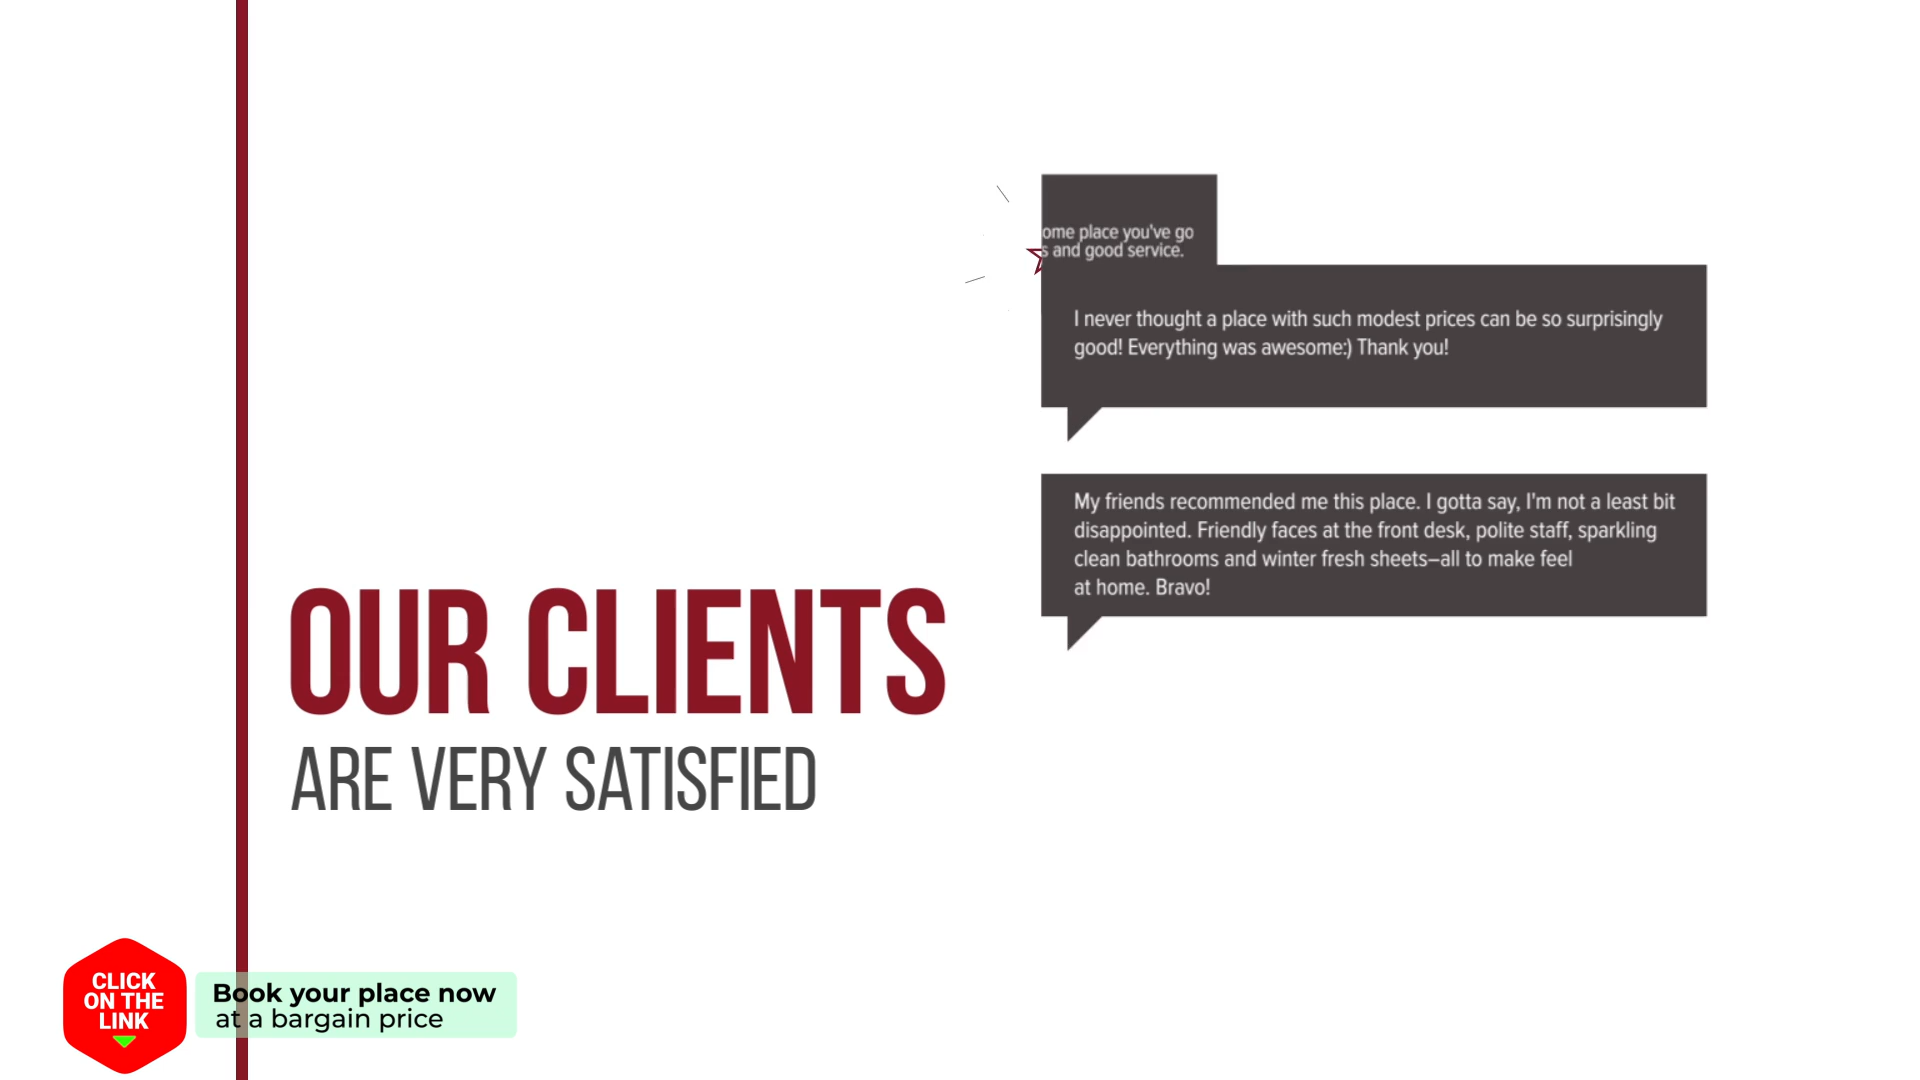 ome place you've go
s and good service.
I never thought a place with such modest prices can be so surprisingly
good! Everything was awesome:) Thank you!
My friends recommended me this place. I gotta say, I'm not a least bit
disappointed. Friendly faces at the front desk, polite staff, sparkling
clean bathrooms and winter fresh sheets–all to make feel
at home. Bravo!
OUR CLIENTS
ARE VERY SATISFIED
CLICK
ON THE
LINK
Book your place now
at a bargain price